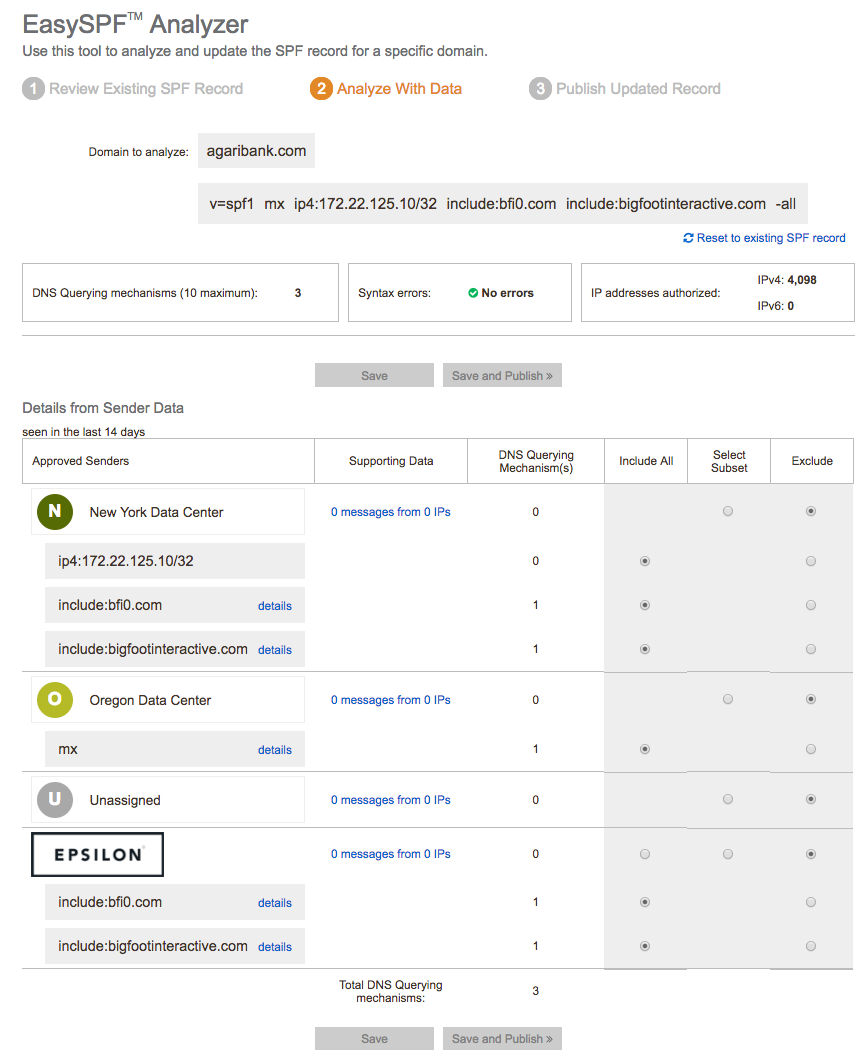 EasySPF™ Analyzer
Use this tool to analyze and update the SPF record for a specific domain.
1 Review Existing SPF Record 2 Analyze With Data 3 Publish Updated Record
Domain to analyze: agaribank.com
v=spf1 mx ip4:172.22.125.10/32 include:bfi0.com include:bigfootinteractive.com -all
Reset to existing SPF record
DNS Querying mechanisms (10 maximum): 3 Syntax errors: No errors IP addresses authorized: IPv4: 4,098
IPv6: 0
Save Save and Publish »
Details from Sender Data
seen in the last 14 days
Approved Senders Supporting Data DNS Querying Mechanism(s) Include All Select Subset Exclude
N New York Data Center 0 messages from 0 IPs 0
ip4:172.22.125.10/32 0
include:bfi0.com details 1
include:bigfootinteractive.com details 1
O Oregon Data Center 0 messages from 0 IPs 0
mx details 1
U Unassigned 0 messages from 0 IPs 0
EPSILON 0 messages from 0 IPs 0
include:bfi0.com details 1
include:bigfootinteractive.com details 1
Total DNS Querying mechanisms: 3
Save Save and Publish »